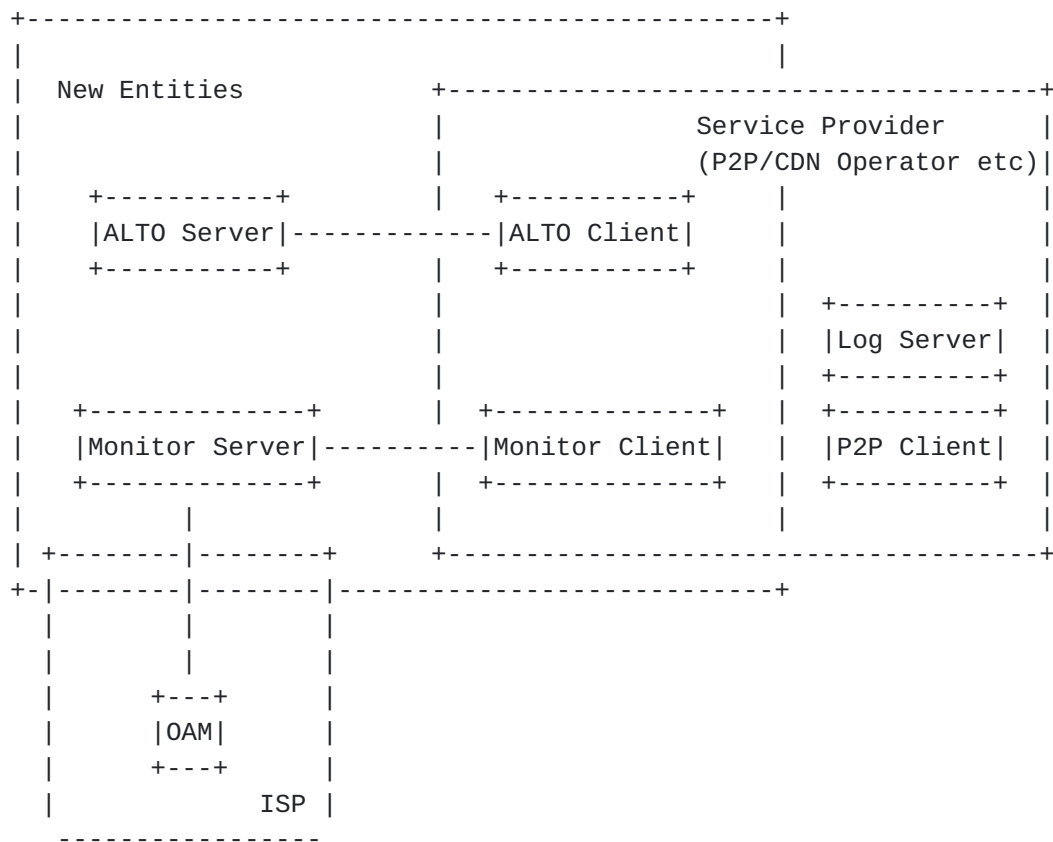 New Entities
Service Provider
(P2P/CDN Operator etc)
ALTO Server ALTO Client
Log Server
Monitor Server Monitor Client P2P Client
OAM
ISP